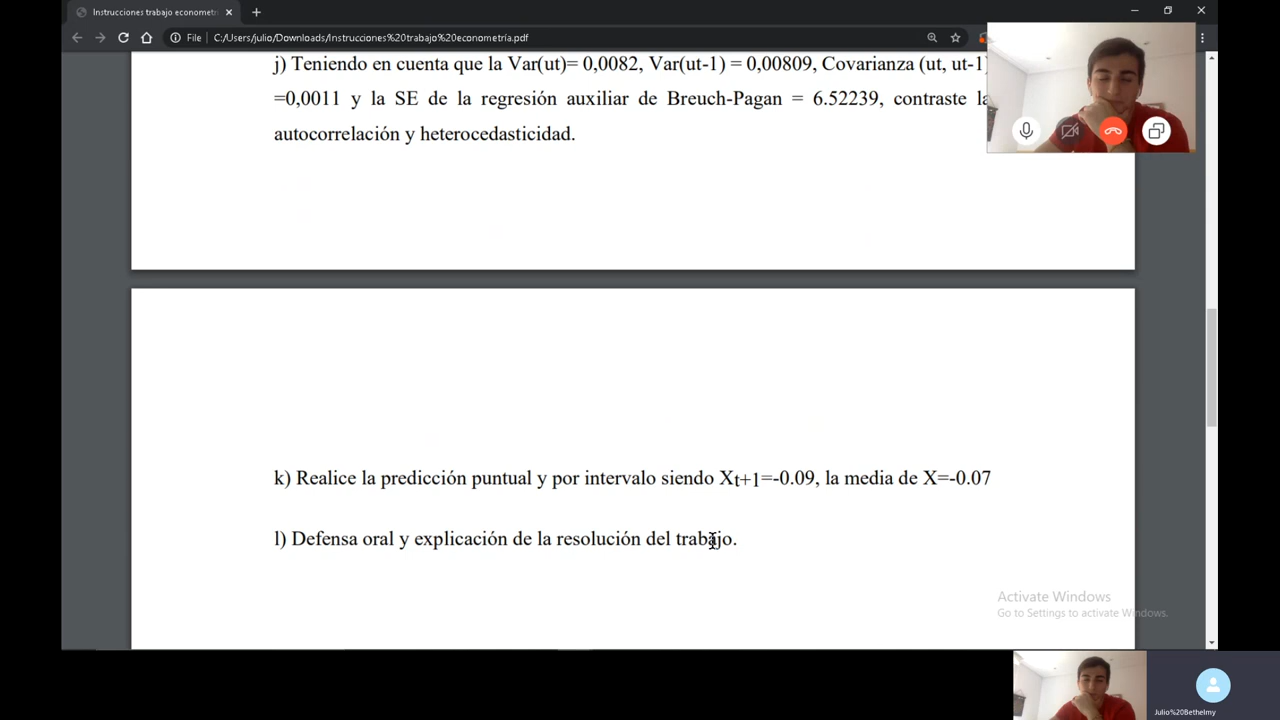 Instrucciones trabajo econometrí
File
C:/Users/julio/Downloads/Instrucciones%20trabajo%20econometría.pdf
j) Teniendo en cuenta que la Var(ut)= 0,0082, Var(ut-1) = 0,00809, Covarianza (ut, ut-1)
=0,0011 y la SE de la regresión auxiliar de Breuch-Pagan = 6.52239, contraste la
autocorrelación y heterocedasticidad.
k) Realice la predicción puntual y por intervalo siendo Xt+1=-0.09, la media de X=-0.07
l) Defensa oral y explicación de la resolución del trabajo.
Activate Windows
Go to Settings to activate Windows.
Julio%20Bethelmy